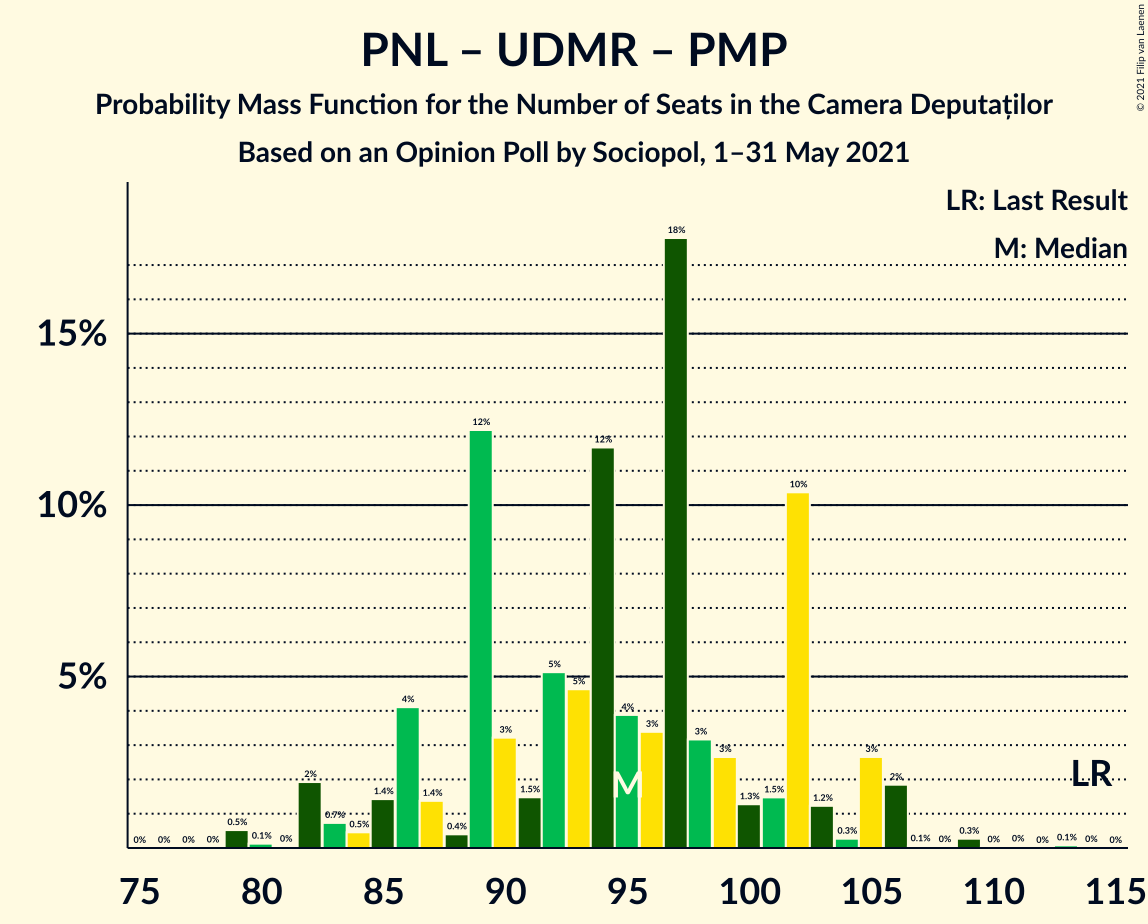 PNL – UDMR – PMP
Probability Mass Function for the Number of Seats in the Camera Deputaților
Based on an Opinion Poll by Sociopol, 1–31 May 2021
© 2021 Filip van Laenen
LR: Last Result
M: Median
15%
10%
5%
0% 0% 0% 0% 0.5% 0.1% 0% 2% 0.7% 0.5% 1.4% 4% 1.4% 0.4% 12% 3% 1.5% 5% 5% 12% 4% 3% 18% 3% 3% 1.3% 1.5% 10% 1.2% 0.3% 3% 2% 0.1% 0% 0.3% 0% 0% 0% 0.1% 0% 0%
M
LR
75 80 85 90 95 100 105 110 115